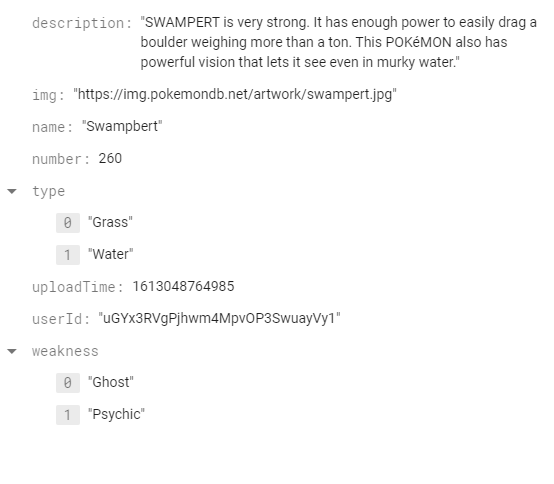 description: "SWAMPERT is very strong. It has enough power to easily drag a
boulder weighing more than a ton. This POKéMON also has
powerful vision that lets it see even in murky water."
img: "https://img.pokemondb.net/artwork/swampert.jpg"
name: "Swampbert"
number: 260
type
0 "Grass"
1 "Water"
uploadTime: 1613048764985
userId: "uGYx3RVgPjhwm4MpvOP3SwuayVy1"
weakness
0 "Ghost"
1 "Psychic"